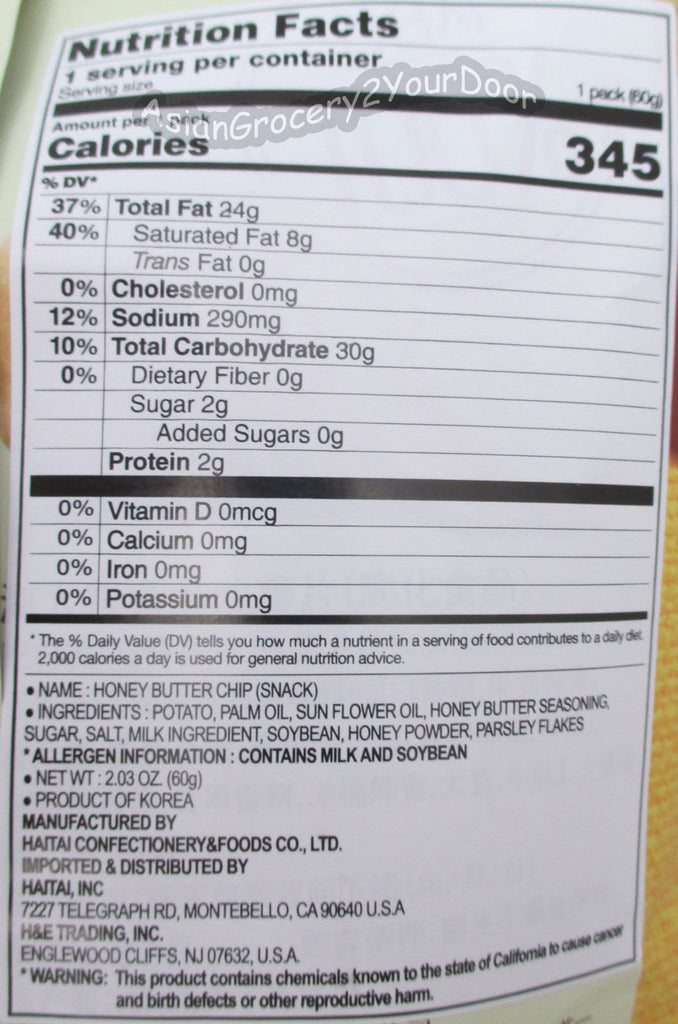 Nutrition Facts
1 serving per container
Serving size 1 pack (60g)
AsianGrocery2YourDoor
Amount per 1 pack
Calories 345
% DV*
37% Total Fat 24g
40% Saturated Fat 8g
Trans Fat 0g
0% Cholesterol 0mg
12% Sodium 290mg
10% Total Carbohydrate 30g
0% Dietary Fiber 0g
Sugar 2g
Added Sugars 0g
Protein 2g
0% Vitamin D 0mcg
0% Calcium 0mg
0% Iron 0mg
0% Potassium 0mg
* The % Daily Value (DV) tells you how much a nutrient in a serving of food contributes to a daily diet.
2,000 calories a day is used for general nutrition advice.
• NAME : HONEY BUTTER CHIP (SNACK)
• INGREDIENTS : POTATO, PALM OIL, SUN FLOWER OIL, HONEY BUTTER SEASONING,
SUGAR, SALT, MILK INGREDIENT, SOYBEAN, HONEY POWDER, PARSLEY FLAKES
* ALLERGEN INFORMATION : CONTAINS MILK AND SOYBEAN
• NET WT : 2.03 OZ. (60g)
• PRODUCT OF KOREA
MANUFACTURED BY
HAITAI CONFECTIONERY&FOODS CO., LTD.
IMPORTED & DISTRIBUTED BY
HAITAI, INC
7227 TELEGRAPH RD, MONTEBELLO, CA 90640 U.S.A
H&E TRADING, INC.
ENGLEWOOD CLIFFS, NJ 07632, U.S.A.
* WARNING: This product contains chemicals known to the state of California to cause cancer
and birth defects or other reproductive harm.